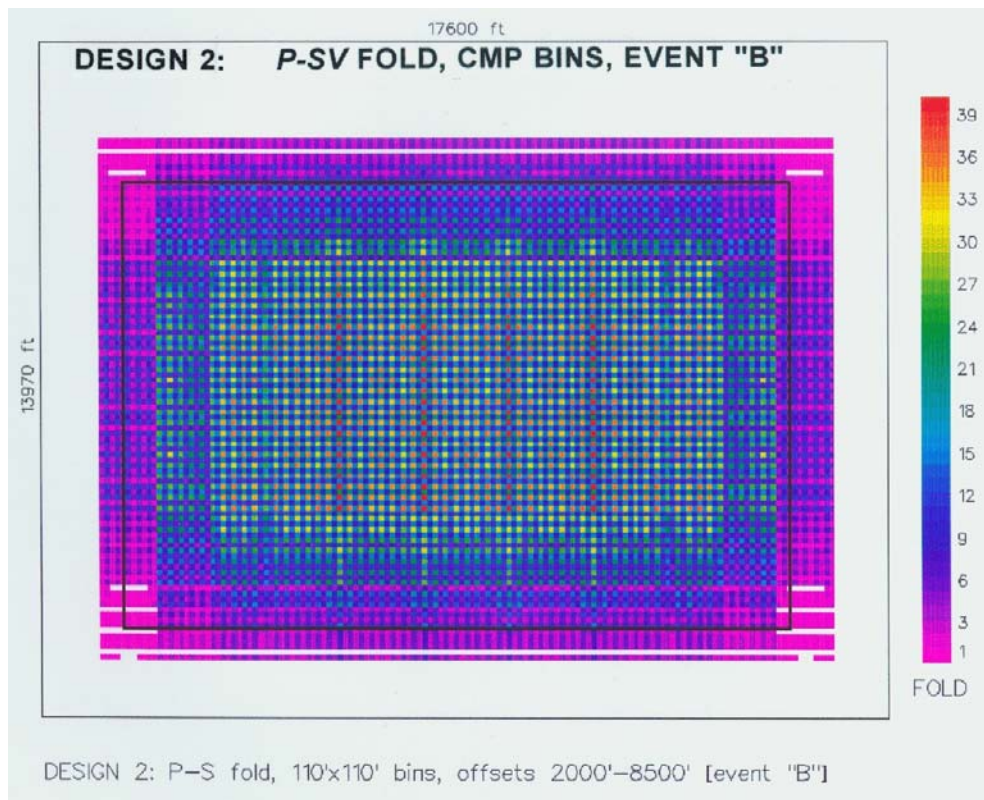 17600 ft
DESIGN 2: P-SV FOLD, CMP BINS, EVENT "B"
13970 ft
39
36
33
30
27
24
21
18
15
12
9
6
3
1
FOLD
DESIGN 2: P-S fold, 110'x110' bins, offsets 2000'-8500' [event "B"]